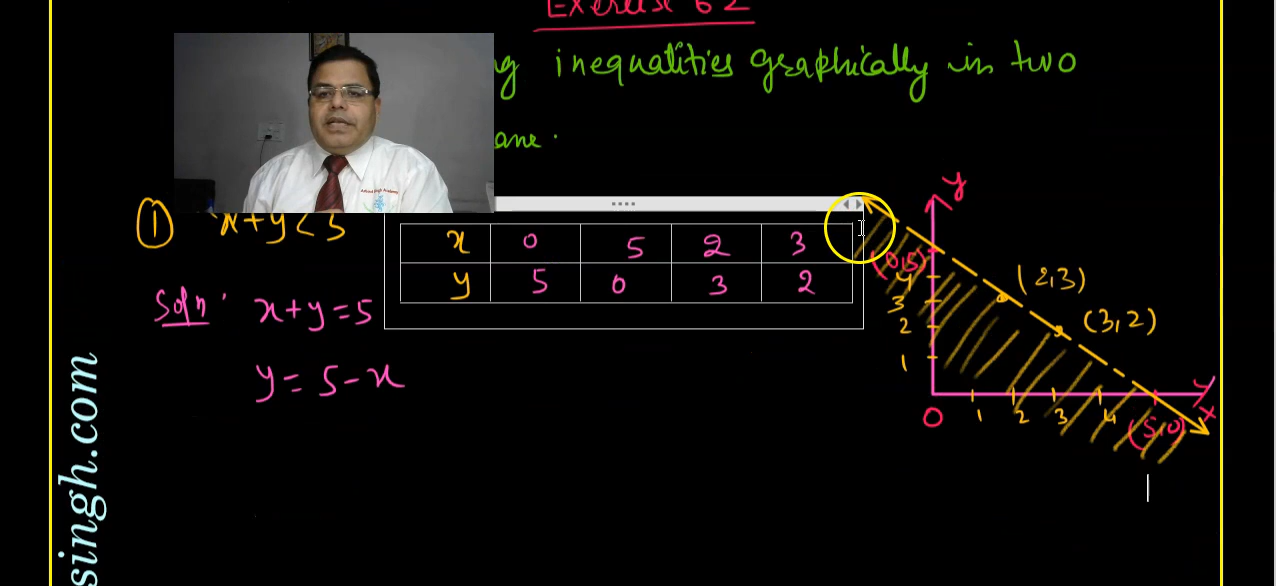 Exercise 6.2
ng inequalities graphically in two
ane.
① x+y<5
x 0 5 2 3
y 5 0 3 2
Soln: x+y=5
y=5-x
y
(0,5)
4
3
2
1
0 1 2 3 4
(2,3)
(3,2)
(5,0)
x
singh.com